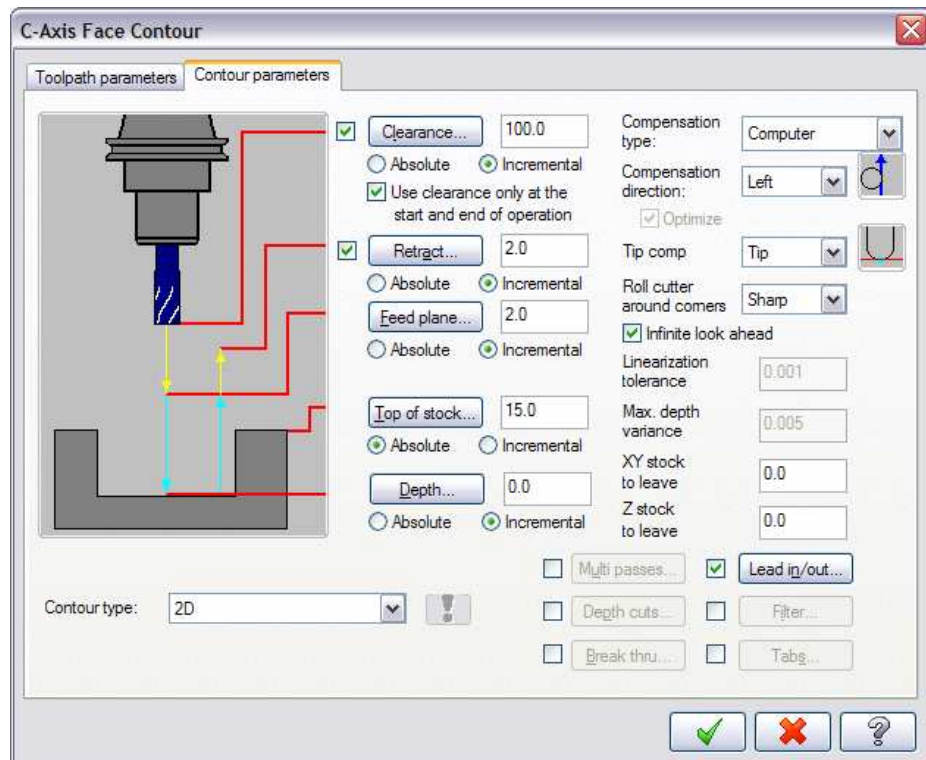 C-Axis Face Contour
Toolpath parameters Contour parameters
Clearance... 100.0
Absolute Incremental
Use clearance only at the
start and end of operation
Retract... 2.0
Absolute Incremental
Feed plane... 2.0
Absolute Incremental
Top of stock... 15.0
Absolute Incremental
Depth... 0.0
Absolute Incremental
Compensation
type: Computer
Compensation
direction: Left
Optimize
Tip comp Tip
Roll cutter
around corners Sharp
Infinite look ahead
Linearization
tolerance 0.001
Max. depth
variance 0.005
XY stock
to leave 0.0
Z stock
to leave 0.0
Multi passes... Lead in/out...
Contour type: 2D
Depth cuts... Filter...
Break thru... Tabs...